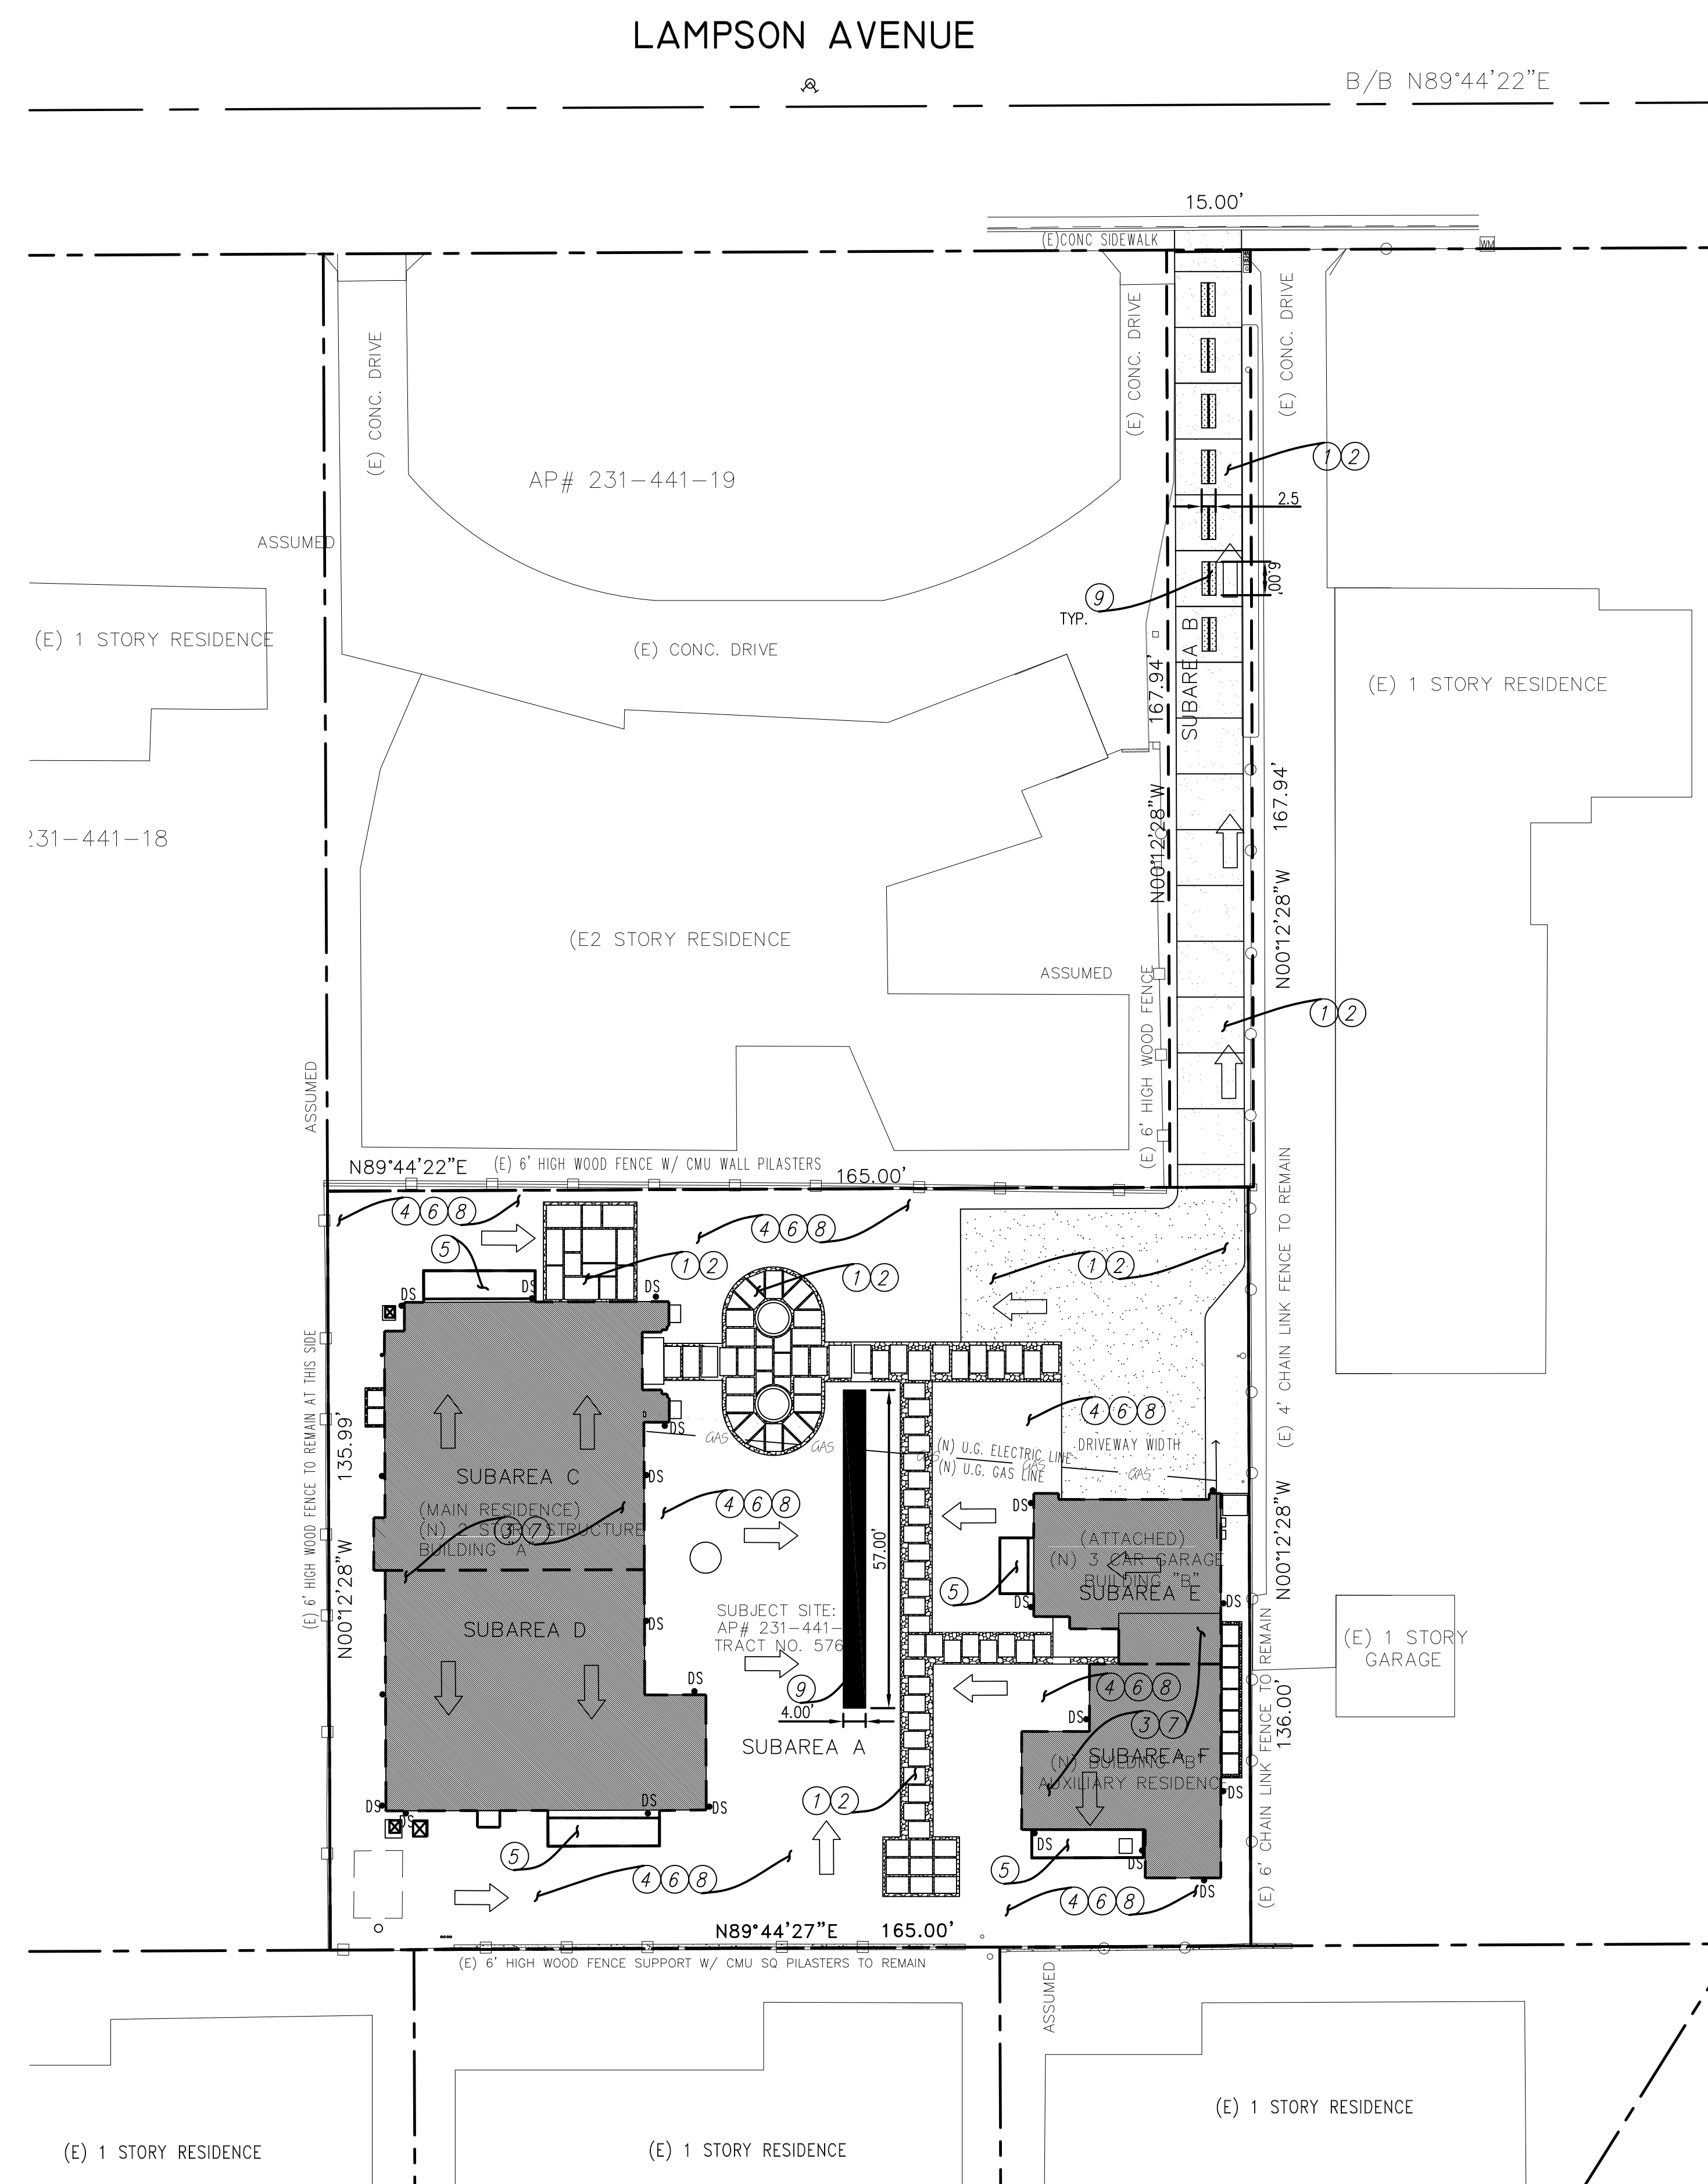 LAMPSON AVENUE
B/B N89°44'22"E
15.00'
(E)CONC SIDEWALK
WM
(E) CONC. DRIVE
(E) CONC. DRIVE
(E) CONC. DRIVE
AP# 231-441-19
1 2
2.5
ASSUMED
6.00'
9
TYP.
(E) 1 STORY RESIDENCE
(E) CONC. DRIVE
SUBAREA B
167.94'
N00°12'28"W
(E) 1 STORY RESIDENCE
167.94'
N00°12'28"W
231-441-18
(E2 STORY RESIDENCE
ASSUMED
(E) 6' HIGH WOOD FENCE
1 2
ASSUMED
N89°44'22"E
(E) 6' HIGH WOOD FENCE W/ CMU WALL PILASTERS
165.00'
4 6 8
4 6 8
5
1 2
1 2
1 2
(E) 4' CHAIN LINK FENCE TO REMAIN
DS
DS
DS
(E) 6' HIGH WOOD FENCE TO REMAIN AT THIS SIDE
135.99'
N00°12'28"W
DS
GAS
GAS
GAS
GAS
GAS
4 6 8
DRIVEWAY WIDTH
(N) U.G. ELECTRIC LINE
(N) U.G. GAS LINE
SUBAREA C
DS
(MAIN RESIDENCE)
(N) 2 STORY STRUCTURE
BUILDING "A"
3 7
4 6 8
57.00'
DS
(ATTACHED)
(N) 3 CAR GARAGE
BUILDING "B"
SUBAREA E
5
DS
DS
N00°12'28"W
136.00'
SUBJECT SITE:
AP# 231-441-
TRACT NO. 576
SUBAREA D
DS
DS
9
4.00'
SUBAREA A
4 6 8
3 7
DS
SUBAREA F
(N) BUILDING "B"
AUXILIARY RESIDENCE
(E) 6' CHAIN LINK FENCE TO REMAIN
(E) 1 STORY
GARAGE
DS
DS
DS
DS
DS
1 2
DS
DS
5
5
4 6 8
4 6 8
DS
N89°44'27"E
165.00'
(E) 6' HIGH WOOD FENCE SUPPORT W/ CMU SQ PILASTERS TO REMAIN
ASSUMED
(E) 1 STORY RESIDENCE
(E) 1 STORY RESIDENCE
(E) 1 STORY RESIDENCE